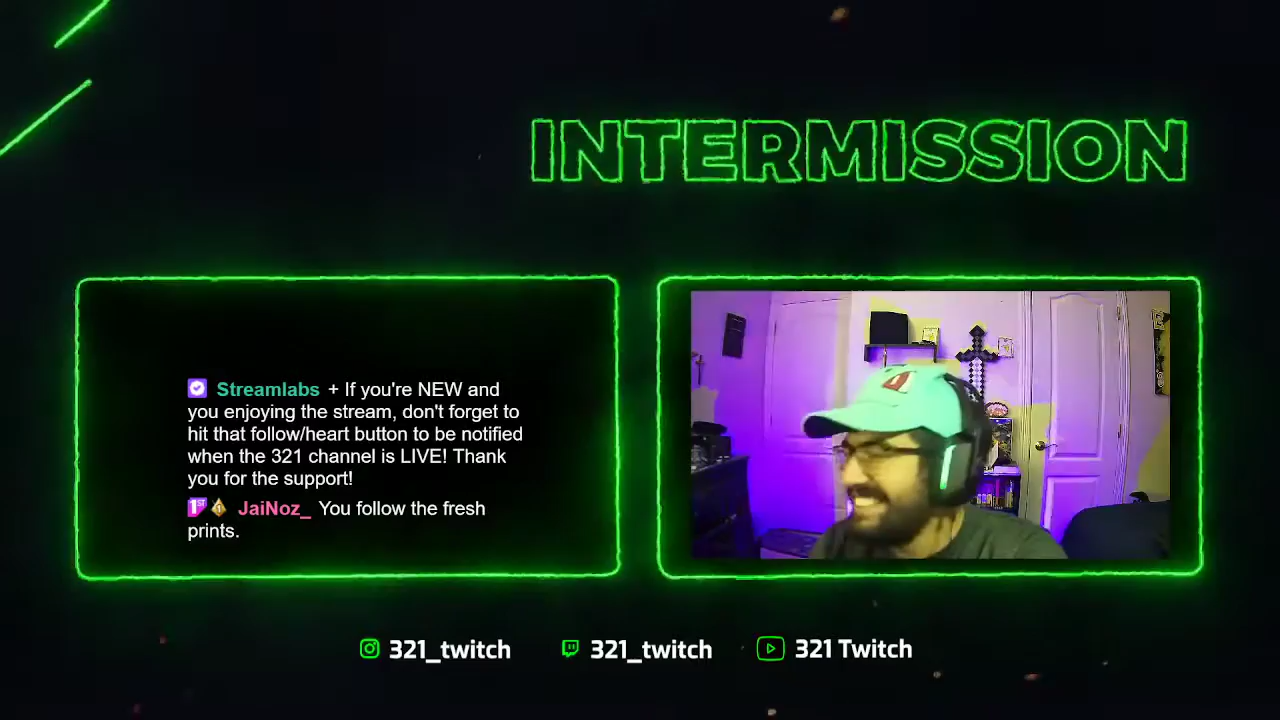 INTERMISSION
Streamlabs + If you're NEW and
you enjoying the stream, don't forget to
hit that follow/heart button to be notified
when the 321 channel is LIVE! Thank
you for the support!
1ST 1 JaiNoz_ You follow the fresh
prints.
321_twitch 321_twitch 321 Twitch